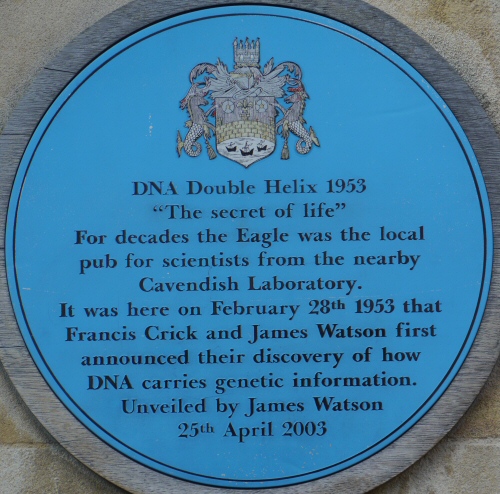 DNA Double Helix 1953
"The secret of life"
For decades the Eagle was the local
pub for scientists from the nearby
Cavendish Laboratory.
It was here on February 28th 1953 that
Francis Crick and James Watson first
announced their discovery of how
DNA carries genetic information.
Unveiled by James Watson
25th April 2003